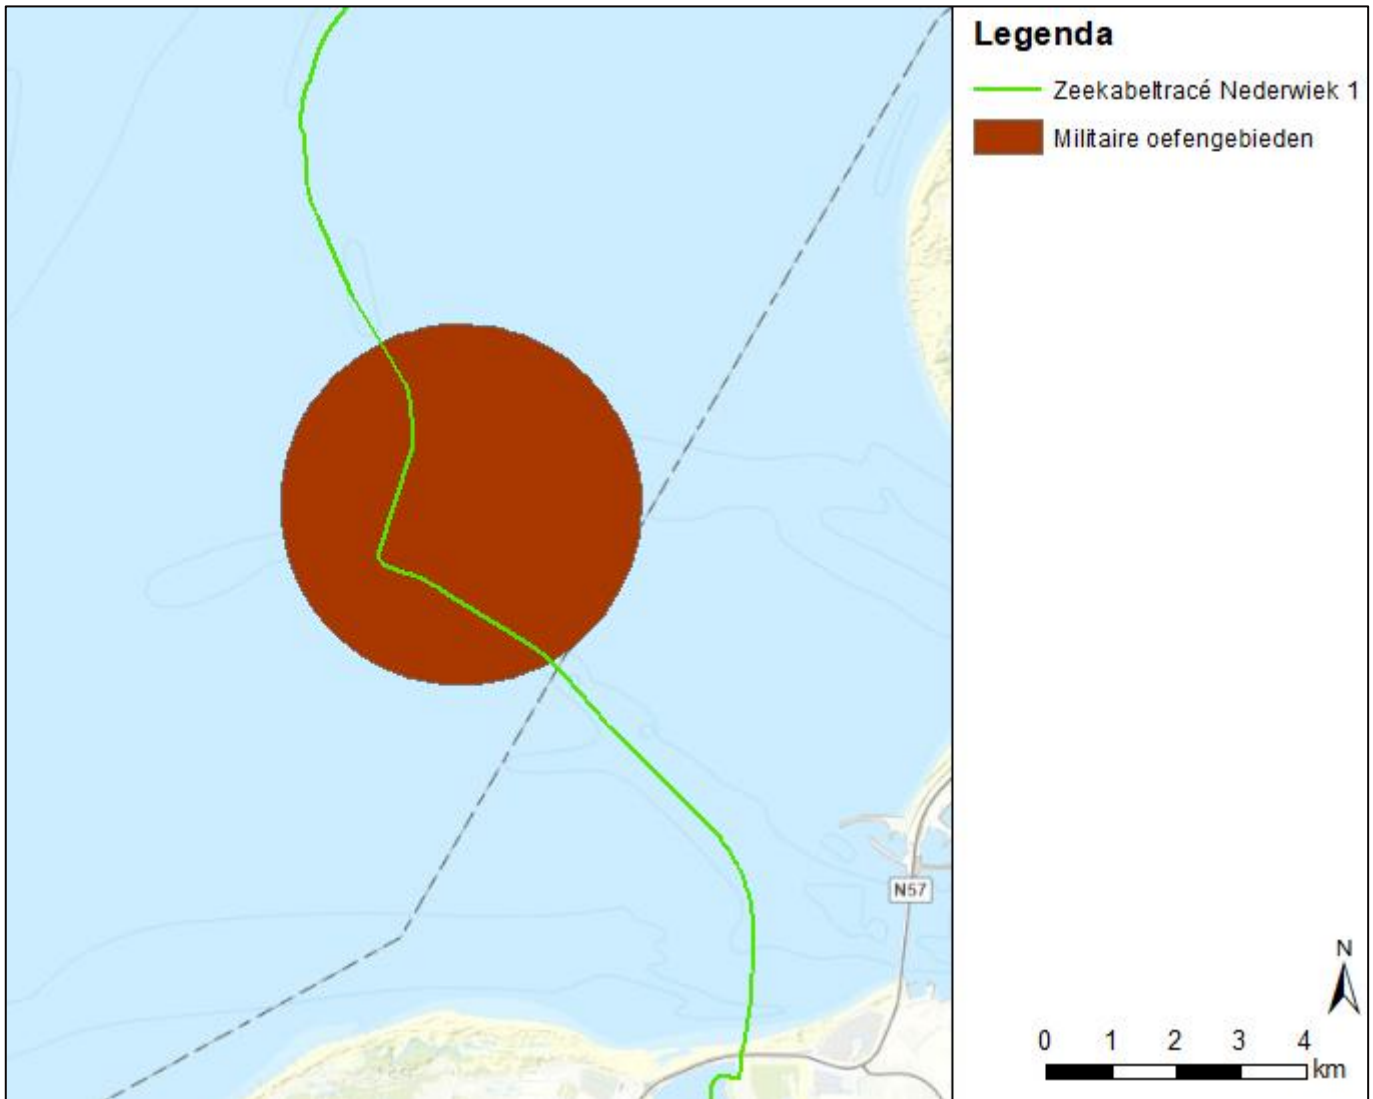 Legenda
Zeekabeltracé Nederwiek 1
Militaire oefengebieden
N57
N
0 1 2 3 4
km